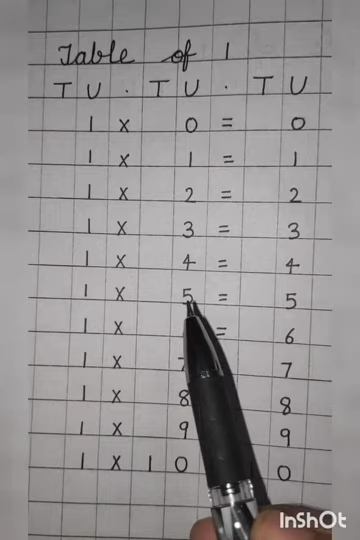 Table of 1
T U . T U . T U
1 x 0 = 0
1 x 1 = 1
1 x 2 = 2
1 x 3 = 3
1 x 4 = 4
1 x 5 = 5
1 x = 6
1 x 7
1 x 8 8
1 x 9 9
1 x 1 0 0
InShOt